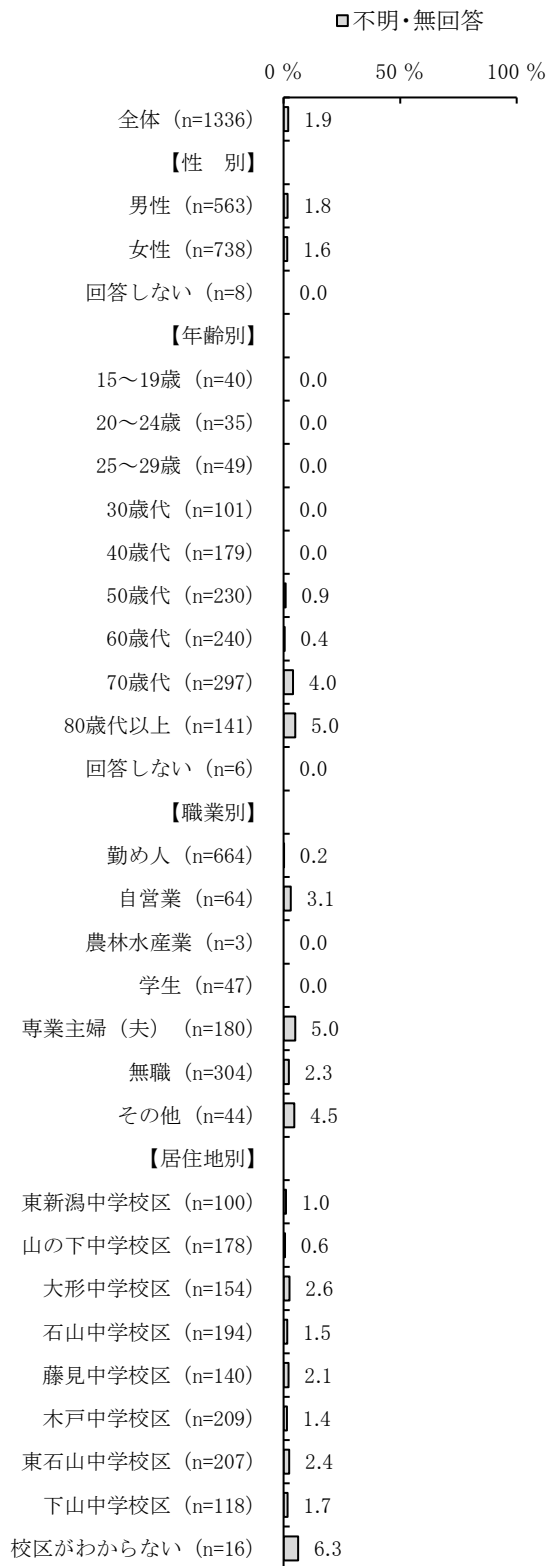 不明・無回答
0 % 50 % 100 %
全体（n=1336） 1.9
【性　別】
男性（n=563） 1.8
女性（n=738） 1.6
回答しない（n=8） 0.0
【年齢別】
15～19歳（n=40） 0.0
20～24歳（n=35） 0.0
25～29歳（n=49） 0.0
30歳代（n=101） 0.0
40歳代（n=179） 0.0
50歳代（n=230） 0.9
60歳代（n=240） 0.4
70歳代（n=297） 4.0
80歳代以上（n=141） 5.0
回答しない（n=6） 0.0
【職業別】
勤め人（n=664） 0.2
自営業（n=64） 3.1
農林水産業（n=3） 0.0
学生（n=47） 0.0
専業主婦（夫）（n=180） 5.0
無職（n=304） 2.3
その他（n=44） 4.5
【居住地別】
東新潟中学校区（n=100） 1.0
山の下中学校区（n=178） 0.6
大形中学校区（n=154） 2.6
石山中学校区（n=194） 1.5
藤見中学校区（n=140） 2.1
木戸中学校区（n=209） 1.4
東石山中学校区（n=207） 2.4
下山中学校区（n=118） 1.7
校区がわからない（n=16） 6.3